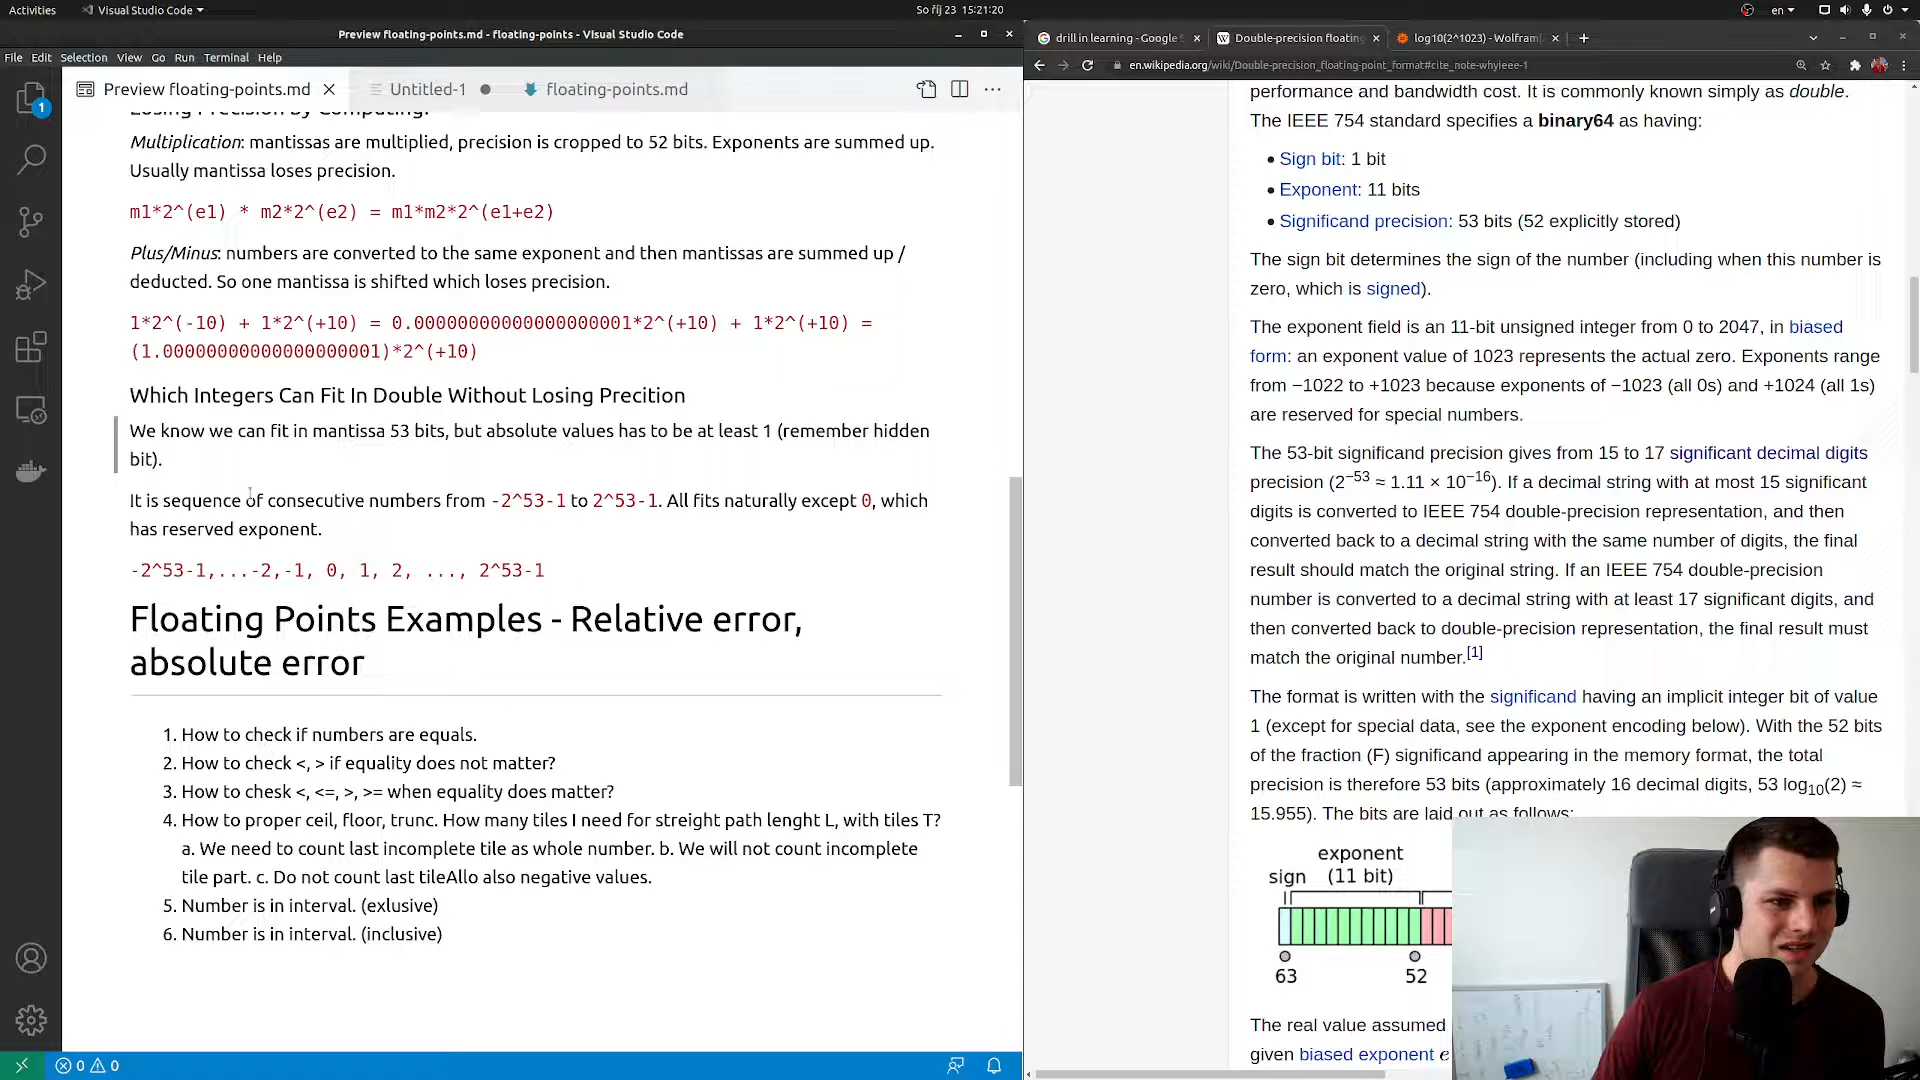 Activities
Visual Studio Code
So říj 23 15:21:20
en
Preview floating-points.md - floating-points - Visual Studio Code
File Edit Selection View Go Run Terminal Help
Preview floating-points.md
Untitled-1
floating-points.md
1
Losing Precision by Computing.
Multiplication: mantissas are multiplied, precision is cropped to 52 bits. Exponents are summed up.
Usually mantissa loses precision.
m1*2^(e1) * m2*2^(e2) = m1*m2*2^(e1+e2)
Plus/Minus: numbers are converted to the same exponent and then mantissas are summed up /
deducted. So one mantissa is shifted which loses precision.
1*2^(-10) + 1*2^(+10) = 0.00000000000000000001*2^(+10) + 1*2^(+10) =
(1.00000000000000000001)*2^(+10)
Which Integers Can Fit In Double Without Losing Precition
We know we can fit in mantissa 53 bits, but absolute values has to be at least 1 (remember hidden
bit).
It is sequence of consecutive numbers from -2^53-1 to 2^53-1. All fits naturally except 0, which
has reserved exponent.
-2^53-1,...-2,-1, 0, 1, 2, ..., 2^53-1
Floating Points Examples - Relative error,
absolute error
1. How to check if numbers are equals.
2. How to check <, > if equality does not matter?
3. How to chesk <, <=, >, >= when equality does matter?
4. How to proper ceil, floor, trunc. How many tiles I need for streight path lenght L, with tiles T?
a. We need to count last incomplete tile as whole number. b. We will not count incomplete
tile part. c. Do not count last tileAllo also negative values.
5. Number is in interval. (exlusive)
6. Number is in interval. (inclusive)
0 0
drill in learning - Google S
Double-precision floating
log10(2^1023) - Wolfram
en.wikipedia.org/wiki/Double-precision_floating-point_format#cite_note-whyieee-1
performance and bandwidth cost. It is commonly known simply as double.
The IEEE 754 standard specifies a binary64 as having:
Sign bit: 1 bit
Exponent: 11 bits
Significand precision: 53 bits (52 explicitly stored)
The sign bit determines the sign of the number (including when this number is
zero, which is signed).
The exponent field is an 11-bit unsigned integer from 0 to 2047, in biased
form: an exponent value of 1023 represents the actual zero. Exponents range
from −1022 to +1023 because exponents of −1023 (all 0s) and +1024 (all 1s)
are reserved for special numbers.
The 53-bit significand precision gives from 15 to 17 significant decimal digits
precision (2−53 ≈ 1.11 × 10−16). If a decimal string with at most 15 significant
digits is converted to IEEE 754 double-precision representation, and then
converted back to a decimal string with the same number of digits, the final
result should match the original string. If an IEEE 754 double-precision
number is converted to a decimal string with at least 17 significant digits, and
then converted back to double-precision representation, the final result must
match the original number.[1]
The format is written with the significand having an implicit integer bit of value
1 (except for special data, see the exponent encoding below). With the 52 bits
of the fraction (F) significand appearing in the memory format, the total
precision is therefore 53 bits (approximately 16 decimal digits, 53 log10(2) ≈
15.955). The bits are laid out as follows:
exponent
sign (11 bit)
63 52
The real value assumed
given biased exponent e